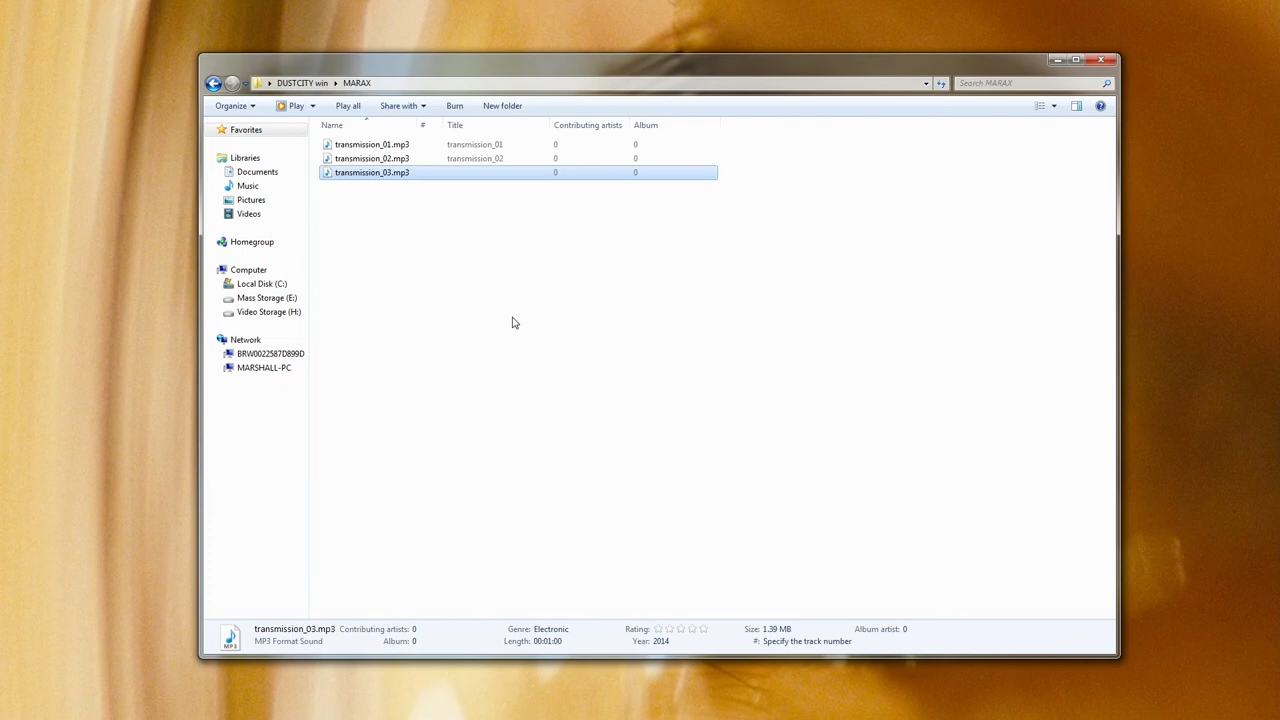 DUSTCITY win MARAX
Search MARAX
Organize Play Play all Share with Burn New folder
Favorites
Libraries
Documents
Music
Pictures
Videos
Homegroup
Computer
Local Disk (C:)
Mass Storage (E:)
Video Storage (H:)
Network
BRW0022587D899D
MARSHALL-PC
Name # Title Contributing artists Album
transmission_01.mp3 transmission_01 0 0
transmission_02.mp3 transmission_02 0 0
transmission_03.mp3 0 0
transmission_03.mp3 Contributing artists: 0 Genre: Electronic Rating: Size: 1.39 MB Album artist: 0
MP3 Format Sound Album: 0 Length: 00:01:00 Year: 2014 #: Specify the track number
MP3